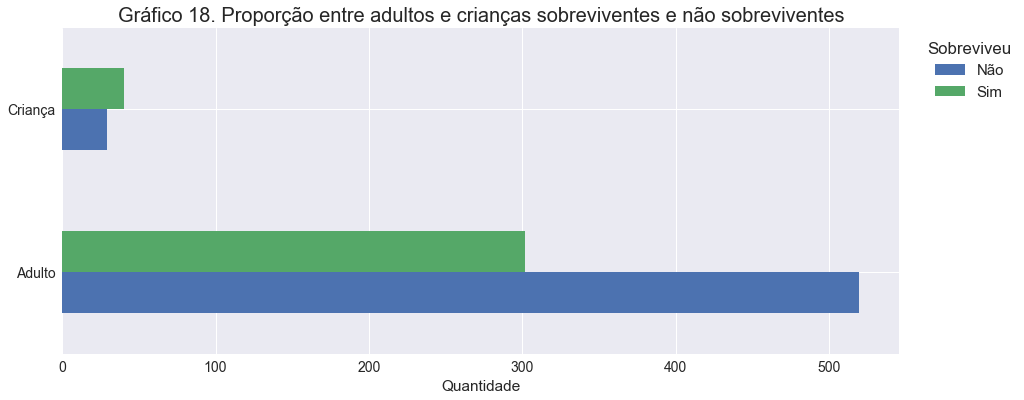 Gráfico 18. Proporção entre adultos e crianças sobreviventes e não sobreviventes
Sobreviveu
Não
Sim
Criança
Adulto
0 100 200 300 400 500
Quantidade